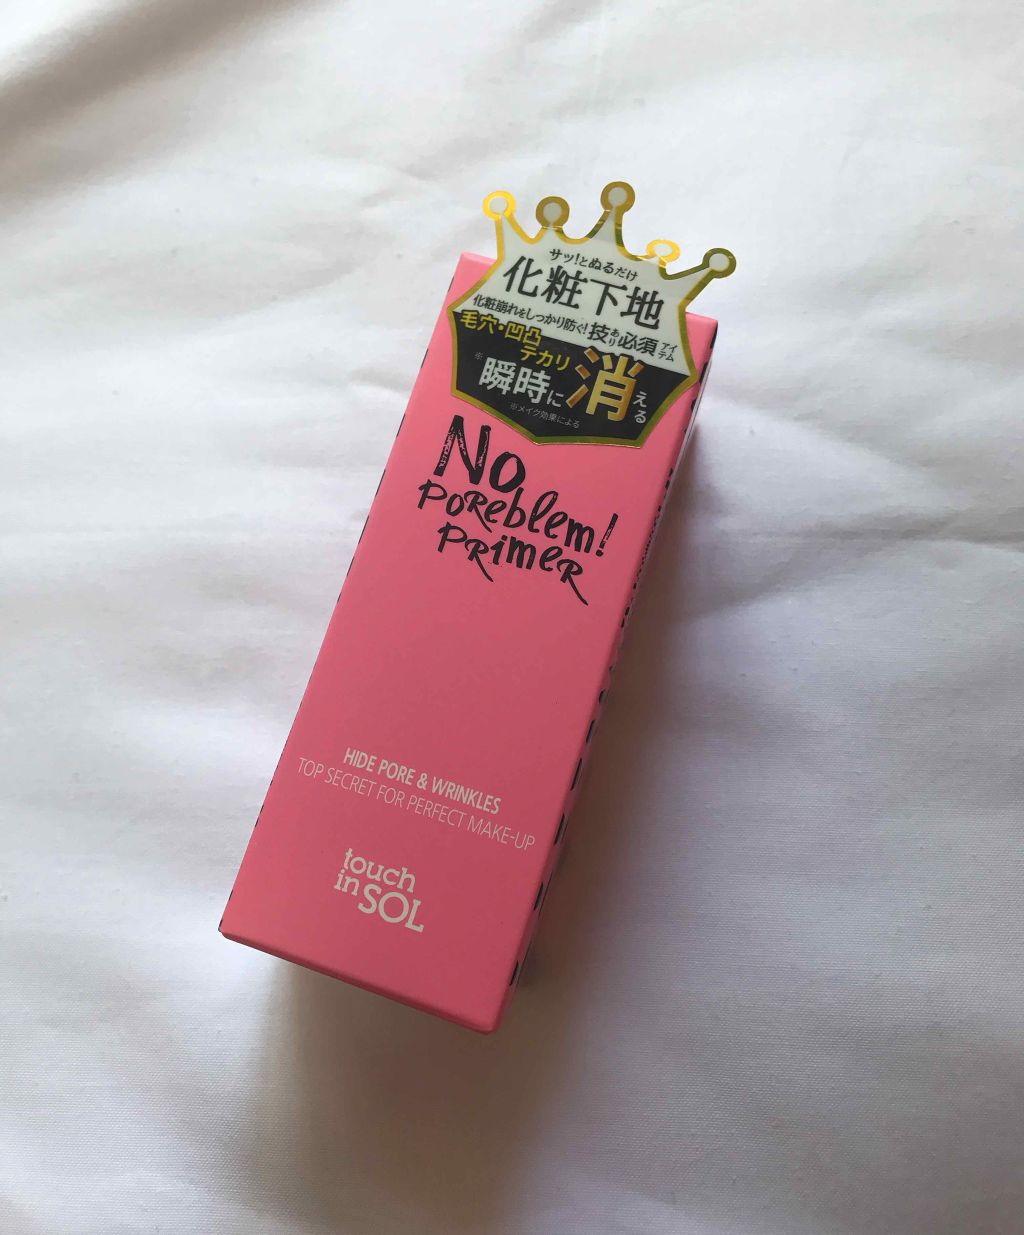 サッ!とぬるだけ
化粧下地
化粧崩れをしっかり防ぐ!技あり必須アイテム
毛穴・凹凸
テカリ
※瞬時に消える
※メイク効果による
No
POReblem!
PRimeR
HIDE PORE & WRINKLES
TOP SECRET FOR PERFECT MAKE-UP
touch
in SOL